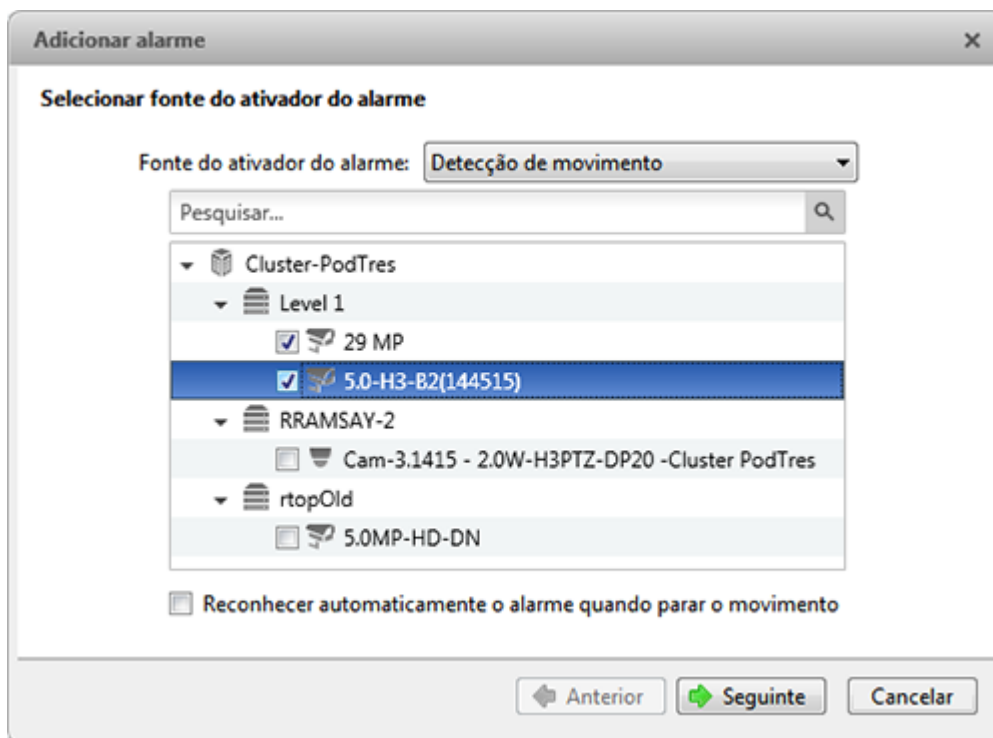 Adicionar alarme
Selecionar fonte do ativador do alarme
Fonte do ativador do alarme: Detecção de movimento
Pesquisar...
Cluster-PodTres
Level 1
29 MP
5.0-H3-B2(144515)
RRAMSAY-2
Cam-3.1415 - 2.0W-H3PTZ-DP20 -Cluster PodTres
rtopOld
5.0MP-HD-DN
Reconhecer automaticamente o alarme quando parar o movimento
Anterior Seguinte Cancelar